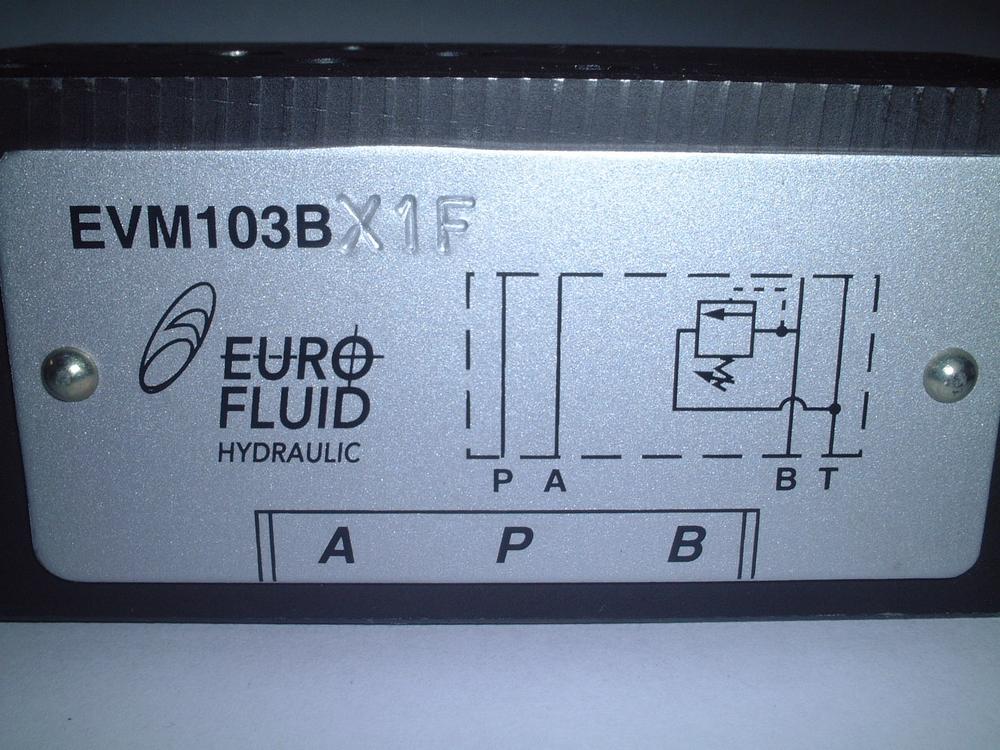 EVM103BX1F
EURO
FLUID
HYDRAULIC
P A B T
A P B